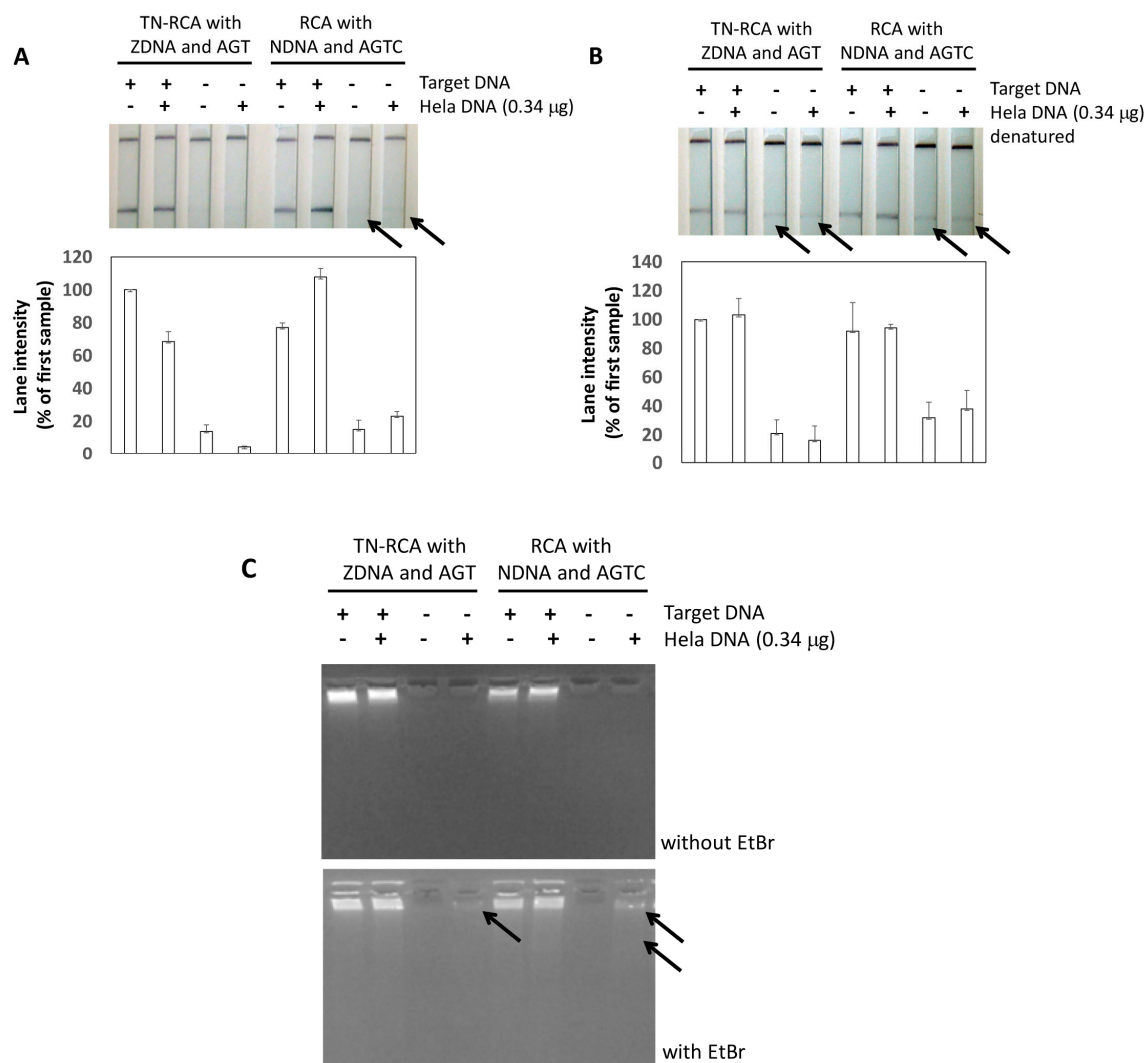 A
TN-RCA with
ZDNA and AGT
RCA with
NDNA and AGTC
+ + - - + + - - Target DNA
- + - + - + - + Hela DNA (0.34 µg)
Lane intensity
(% of first sample)
120
100
80
60
40
20
0
B
TN-RCA with
ZDNA and AGT
RCA with
NDNA and AGTC
+ + - - + + - - Target DNA
- + - + - + - + Hela DNA (0.34 µg)
denatured
Lane intensity
(% of first sample)
140
120
100
80
60
40
20
0
C
TN-RCA with
ZDNA and AGT
RCA with
NDNA and AGTC
+ + - - + + - - Target DNA
- + - + - + - + Hela DNA (0.34 µg)
without EtBr
with EtBr